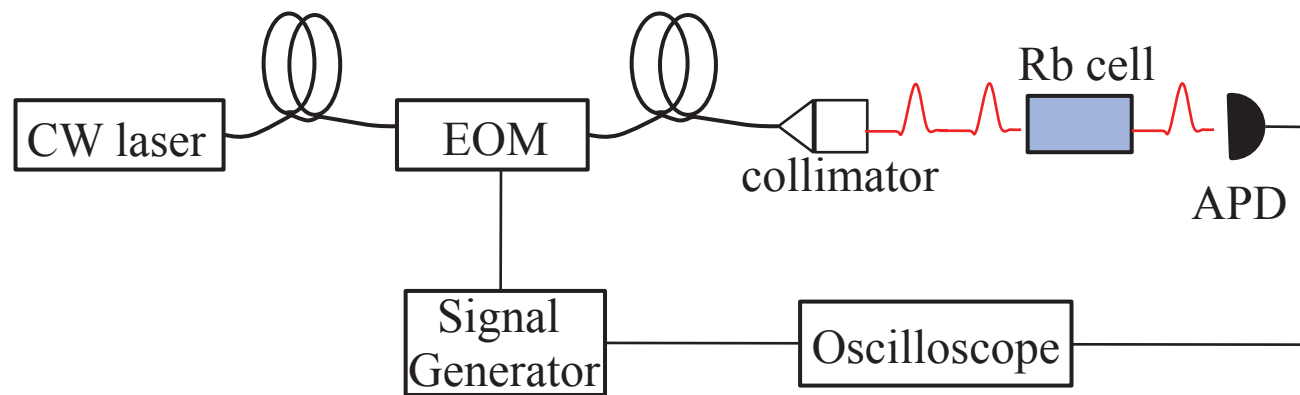 Rb cell
CW laser
EOM
collimator
APD
Signal
Generator
Oscilloscope